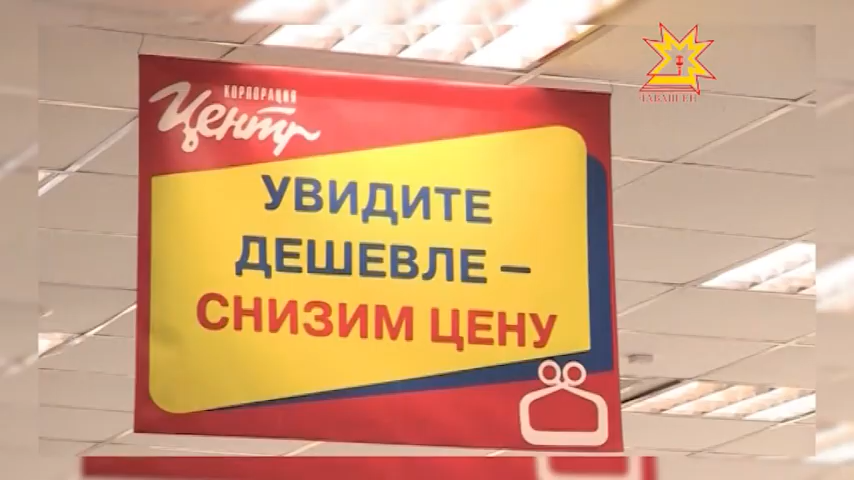 КОРПОРАЦИЯ
Центр
УВИДИТЕ
ДЕШЕВЛЕ –
СНИЗИМ ЦЕНУ